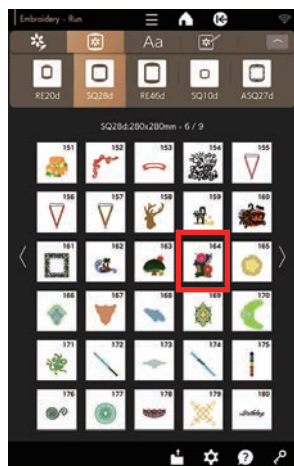 Embroidery - Run
Aa
RE20d SQ28d RE46d SQ10d ASQ27d
SQ28d:280x280mm - 6 / 9
151 152 153 154 155
156 157 158 159 160
161 162 163 164 165
166 167 168 169 170
171 172 173 174 175
176 177 178 179 180
Birthday